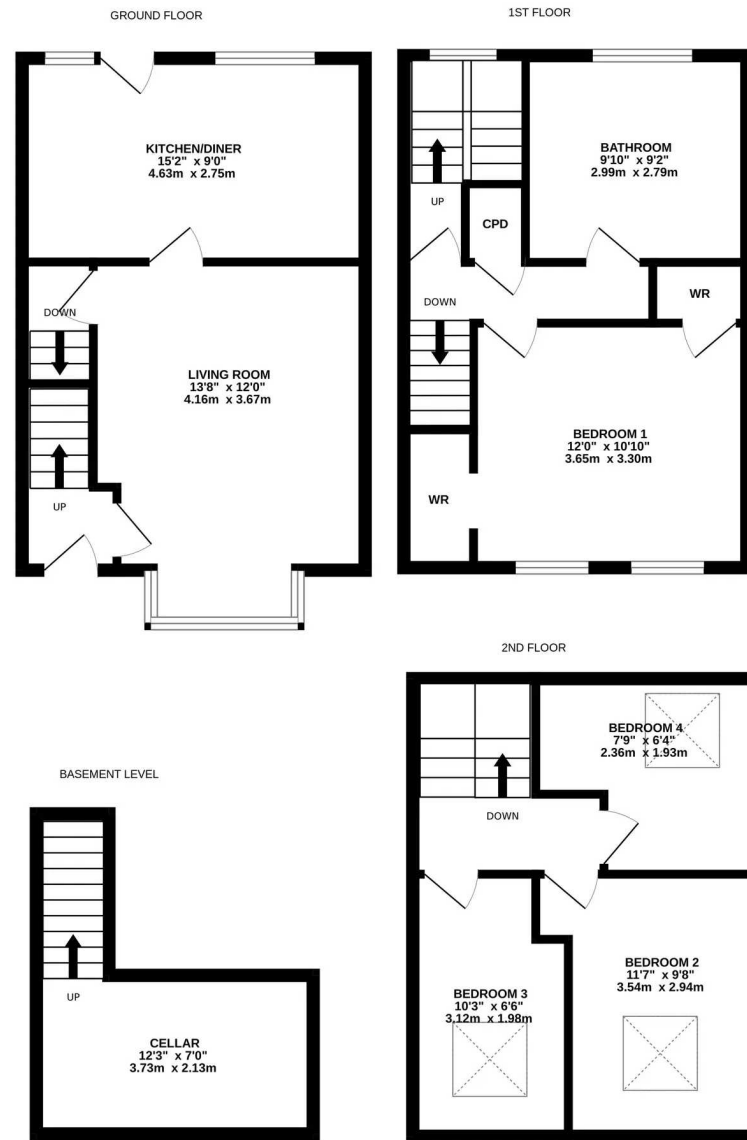 GROUND FLOOR
KITCHEN/DINER
15'2" x 9'0"
4.63m x 2.75m
DOWN
LIVING ROOM
13'8" x 12'0"
4.16m x 3.67m
UP
1ST FLOOR
BATHROOM
9'10" x 9'2"
2.99m x 2.79m
UP
CPD
WR
DOWN
BEDROOM 1
12'0" x 10'10"
3.65m x 3.30m
WR
BASEMENT LEVEL
UP
CELLAR
12'3" x 7'0"
3.73m x 2.13m
2ND FLOOR
BEDROOM 4
7'9" x 6'4"
2.36m x 1.93m
DOWN
BEDROOM 2
11'7" x 9'8"
3.54m x 2.94m
BEDROOM 3
10'3" x 6'6"
3.12m x 1.98m